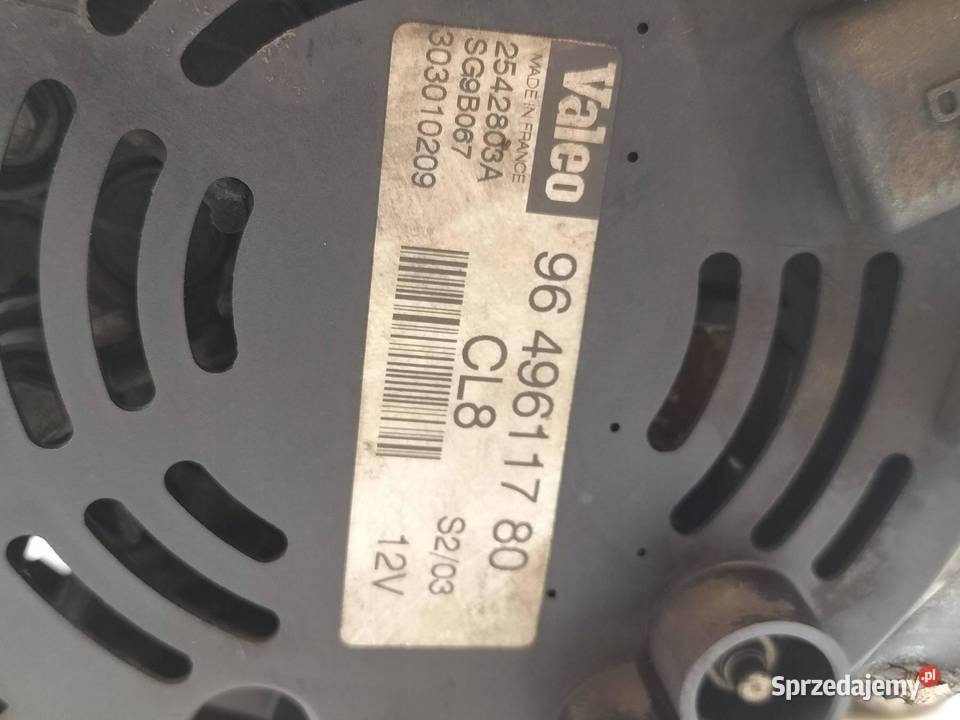 Valeo
MADE IN FRANCE
2542803A
SG9B067
303010209
96 496117 80
CL8
S2/03
12V
Sprzedajemy.pl